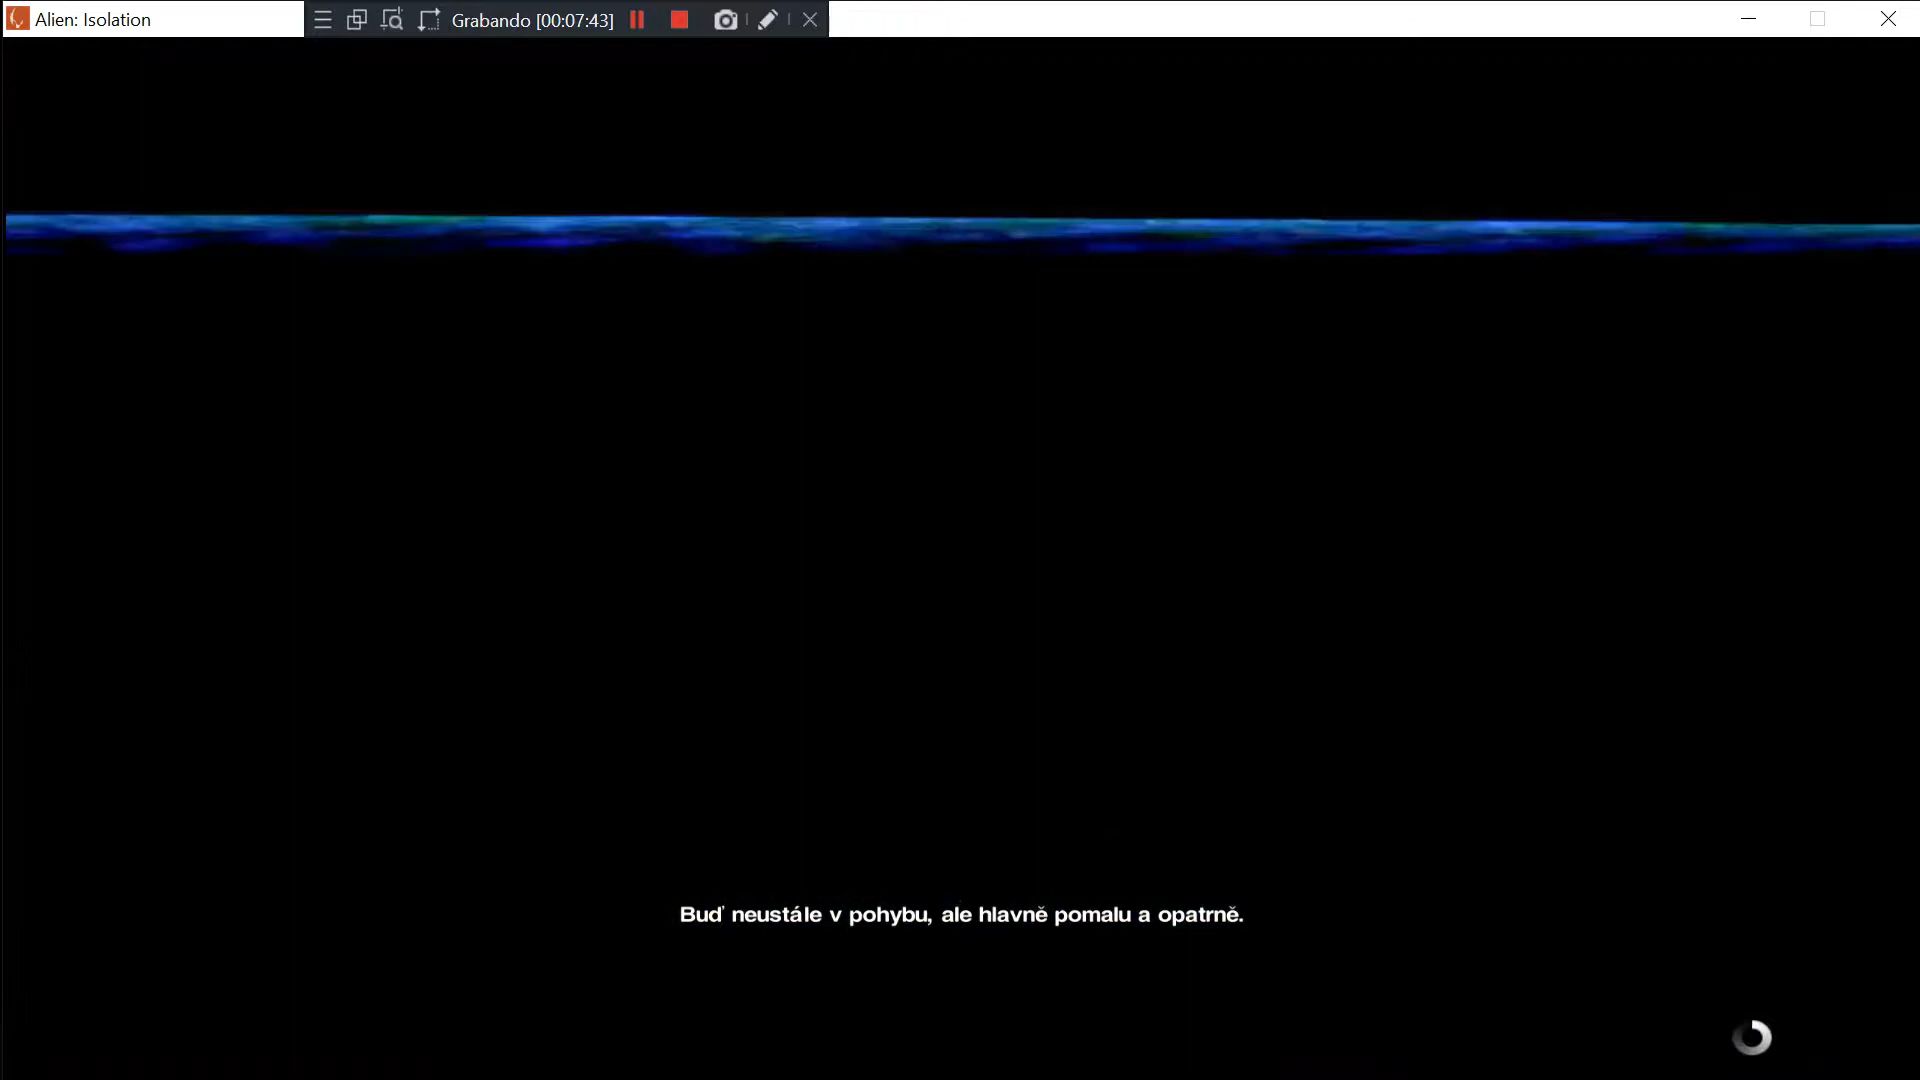 Alien: Isolation
Grabando [00:07:43]
Buď neustále v pohybu, ale hlavně pomalu a opatrně.